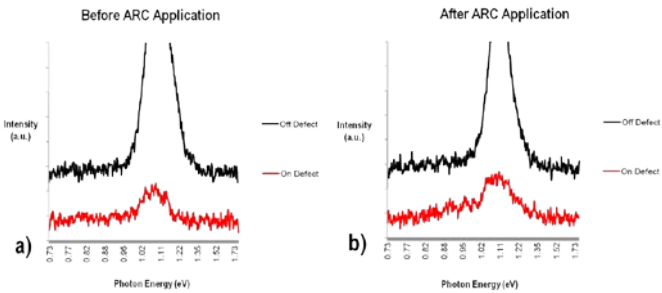 Before ARC Application
Intensity
(a.u.)
Off Defect
On Defect
a)
0.73
0.77
0.82
0.88
0.95
1.02
1.11
1.22
1.35
1.52
1.73
Photon Energy (eV)
After ARC Application
Intensity
(a.u.)
Off Defect
On Defect
b)
0.73
0.77
0.82
0.88
0.95
1.02
1.11
1.22
1.35
1.52
1.73
Photon Energy (eV)